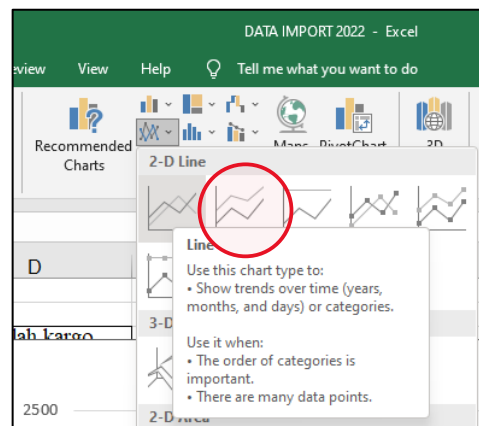 DATA IMPORT 2022 - Excel
View Help Tell me what you want to do
Recommended
Charts
Maps PivotChart 3D
2-D Line
Line
Use this chart type to:
• Show trends over time (years,
months, and days) or categories.
Use it when:
• The order of categories is
important.
• There are many data points.
D
3-D
kargo
2500
2-D Area